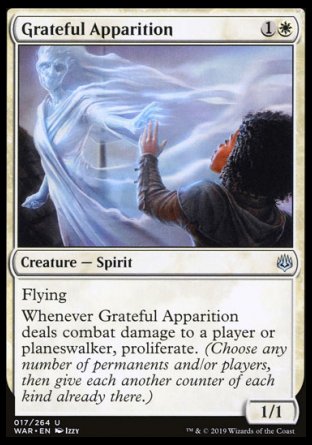 Grateful Apparition 1
Creature — Spirit
Flying
Whenever Grateful Apparition
deals combat damage to a player or
planeswalker, proliferate. (Choose any
number of permanents and/or players,
then give each another counter of each
kind already there.)
1/1
017/264 U
WAR • EN Izzy ™ & © 2019 Wizards of the Coast